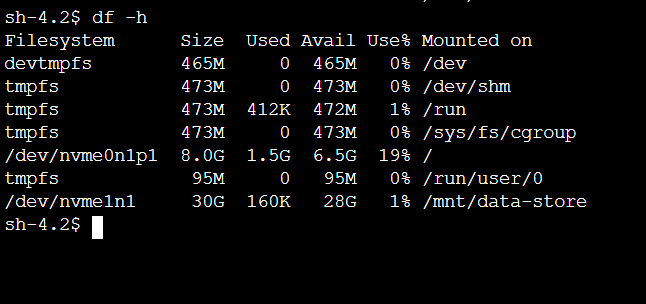 sh-4.2$ df -h
Filesystem      Size  Used Avail Use% Mounted on
devtmpfs        465M     0  465M   0% /dev
tmpfs           473M     0  473M   0% /dev/shm
tmpfs           473M  412K  472M   1% /run
tmpfs           473M     0  473M   0% /sys/fs/cgroup
/dev/nvme0n1p1  8.0G  1.5G  6.5G  19% /
tmpfs            95M     0   95M   0% /run/user/0
/dev/nvme1n1     30G  160K   28G   1% /mnt/data-store
sh-4.2$